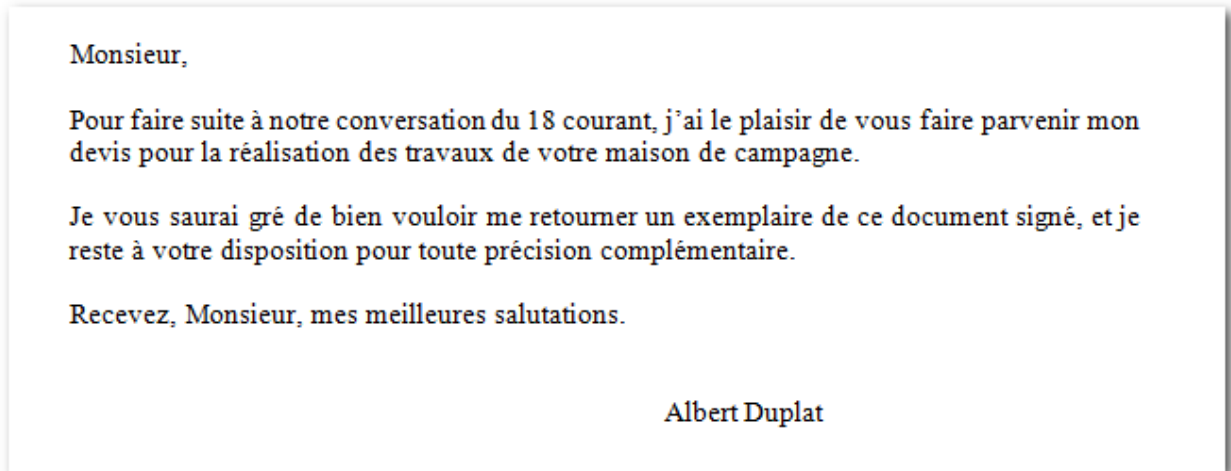 Monsieur,
Pour faire suite à notre conversation du 18 courant, j’ai le plaisir de vous faire parvenir mon
devis pour la réalisation des travaux de votre maison de campagne.
Je vous saurai gré de bien vouloir me retourner un exemplaire de ce document signé, et je
reste à votre disposition pour toute précision complémentaire.
Recevez, Monsieur, mes meilleures salutations.
Albert Duplat